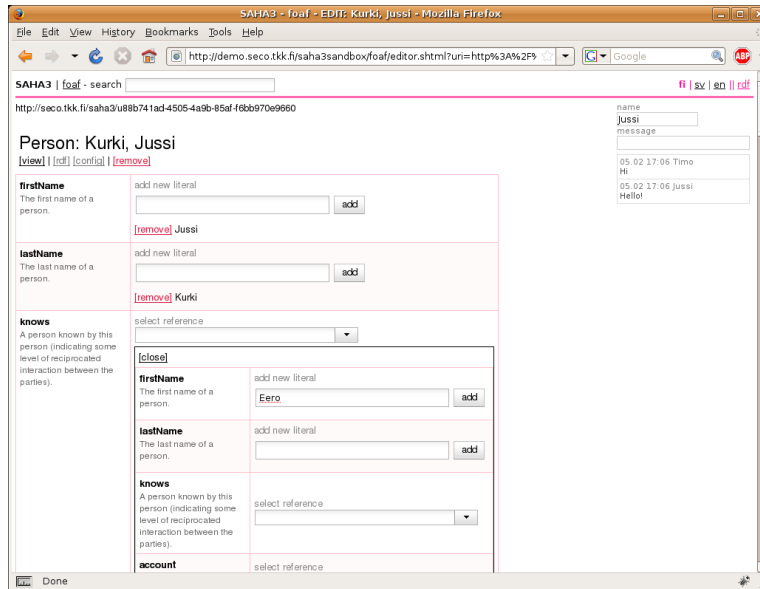 SAHA3 - foaf - EDIT: Kurki, Jussi - Mozilla Firefox
File Edit View History Bookmarks Tools Help
http://demo.seco.tkk.fi/saha3sandbox/foaf/editor.shtml?uri=http%3A%2F%
Google
ABP
SAHA3 | foaf - search
fi | sv | en || rdf
http://seco.tkk.fi/saha3/u88b741ad-4505-4a9b-85af-f6bb970e9660
name
Jussi
message
05.02 17:06 Timo
Hi
05.02 17:06 Jussi
Hello!
Person: Kurki, Jussi
[view] | [rdf] [config] | [remove]
firstName
The first name of a
person.
add new literal
add
[remove] Jussi
lastName
The last name of a
person.
add new literal
add
[remove] Kurki
knows
A person known by this
person (indicating some
level of reciprocated
interaction between the
parties).
select reference
[close]
firstName
The first name of a
person.
add new literal
Eero
add
lastName
The last name of a
person.
add new literal
add
knows
A person known by this
person (indicating some
level of reciprocated
interaction between the
parties).
select reference
account
select reference
Done